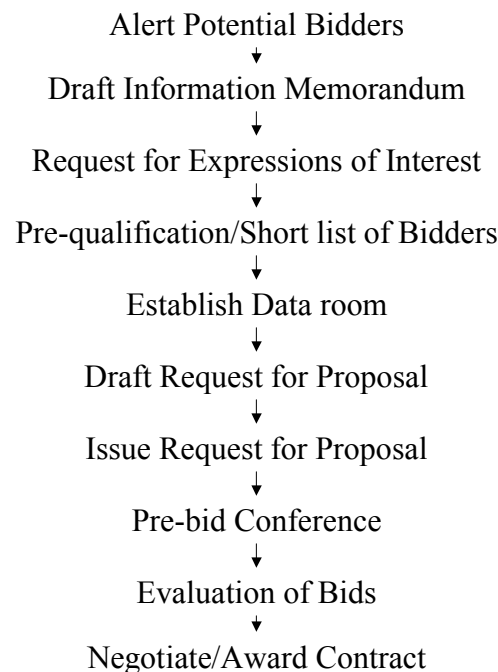 Alert Potential Bidders
Draft Information Memorandum
Request for Expressions of Interest
Pre-qualification/Short list of Bidders
Establish Data room
Draft Request for Proposal
Issue Request for Proposal
Pre-bid Conference
Evaluation of Bids
Negotiate/Award Contract